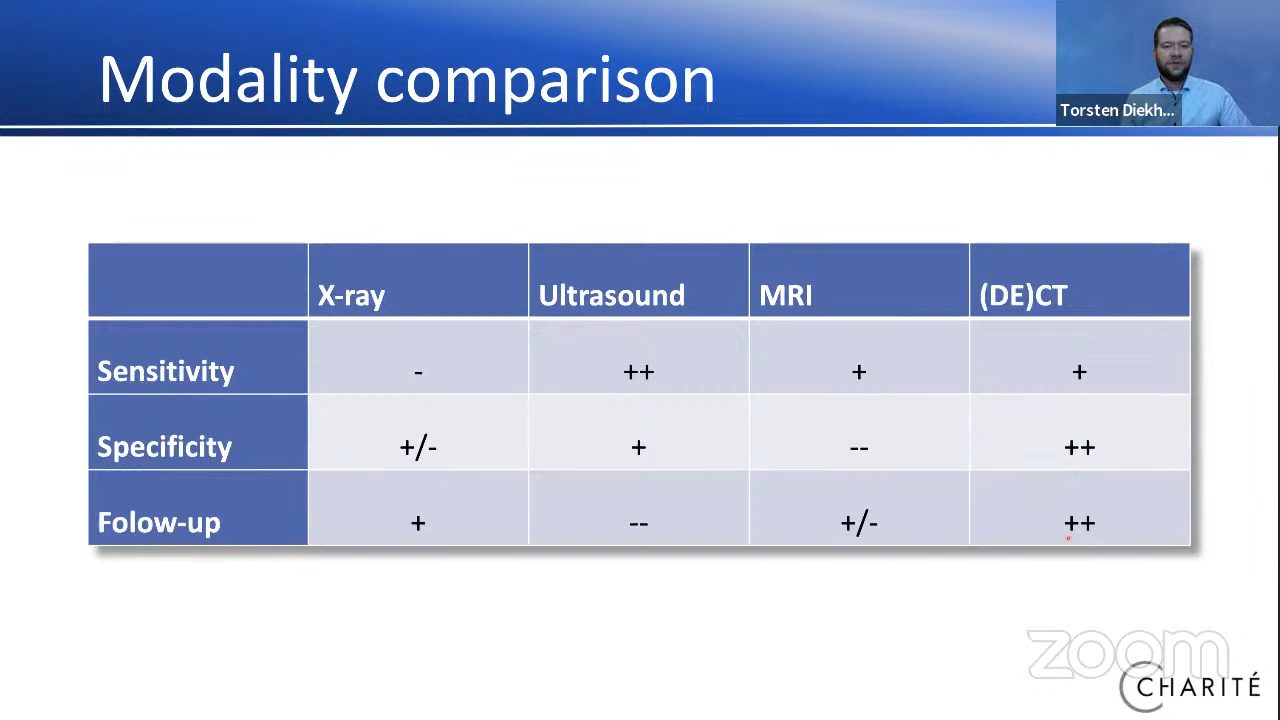 Modality comparison
Torsten Diekh...
X-ray Ultrasound MRI (DE)CT
Sensitivity - ++ + +
Specificity +/- + -- ++
Folow-up + -- +/- ++
zoom
CHARITÉ